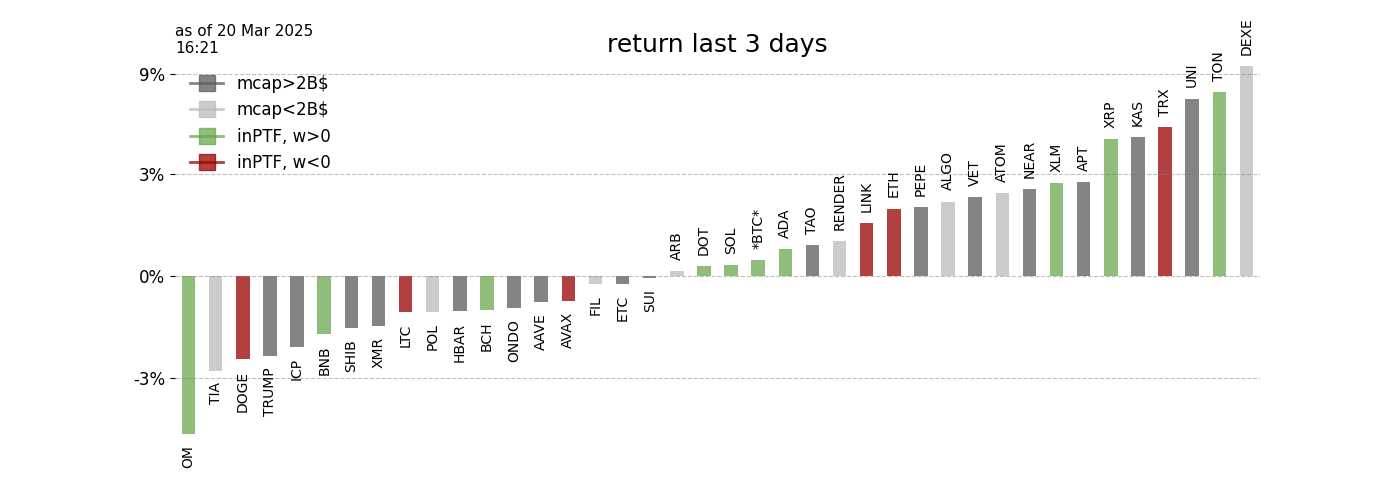 as of 20 Mar 2025
16:21
return last 3 days
mcap>2B$
mcap<2B$
inPTF, w>0
inPTF, w<0
9%
3%
0%
-3%
OM
TIA
DOGE
TRUMP
ICP
BNB
SHIB
XMR
LTC
POL
HBAR
BCH
ONDO
AAVE
AVAX
FIL
ETC
SUI
ARB
DOT
SOL
*BTC*
ADA
TAO
RENDER
LINK
ETH
PEPE
ALGO
VET
ATOM
NEAR
XLM
APT
XRP
KAS
TRX
UNI
TON
DEXE